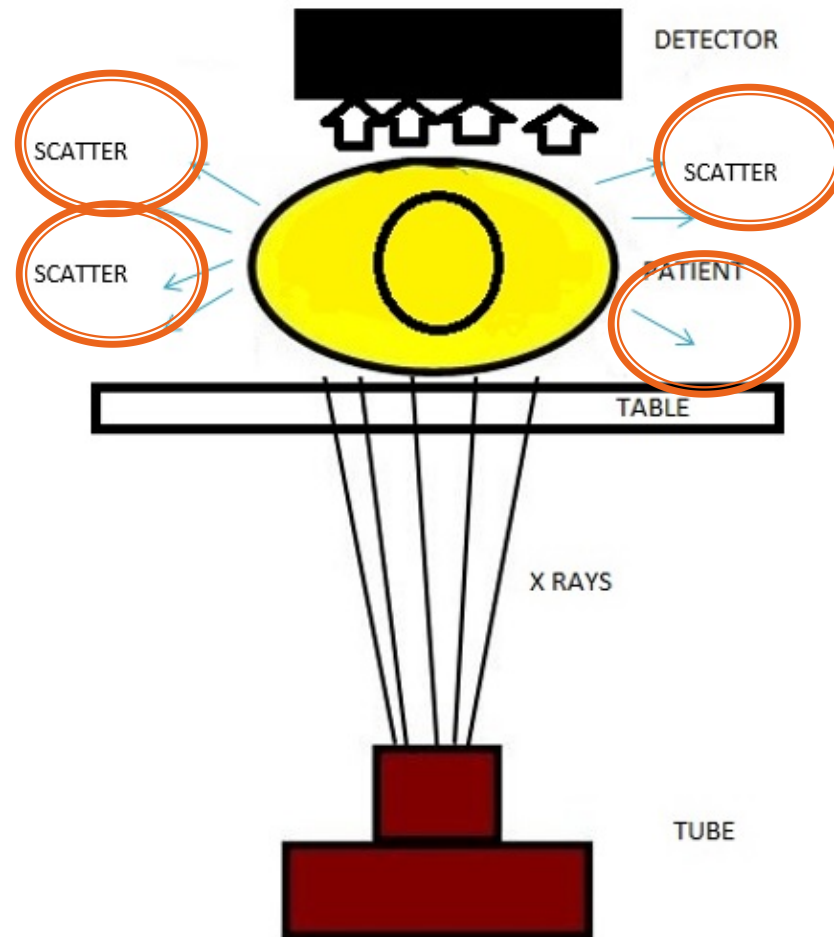 DETECTOR
SCATTER
SCATTER
SCATTER
PATIENT
TABLE
X RAYS
TUBE